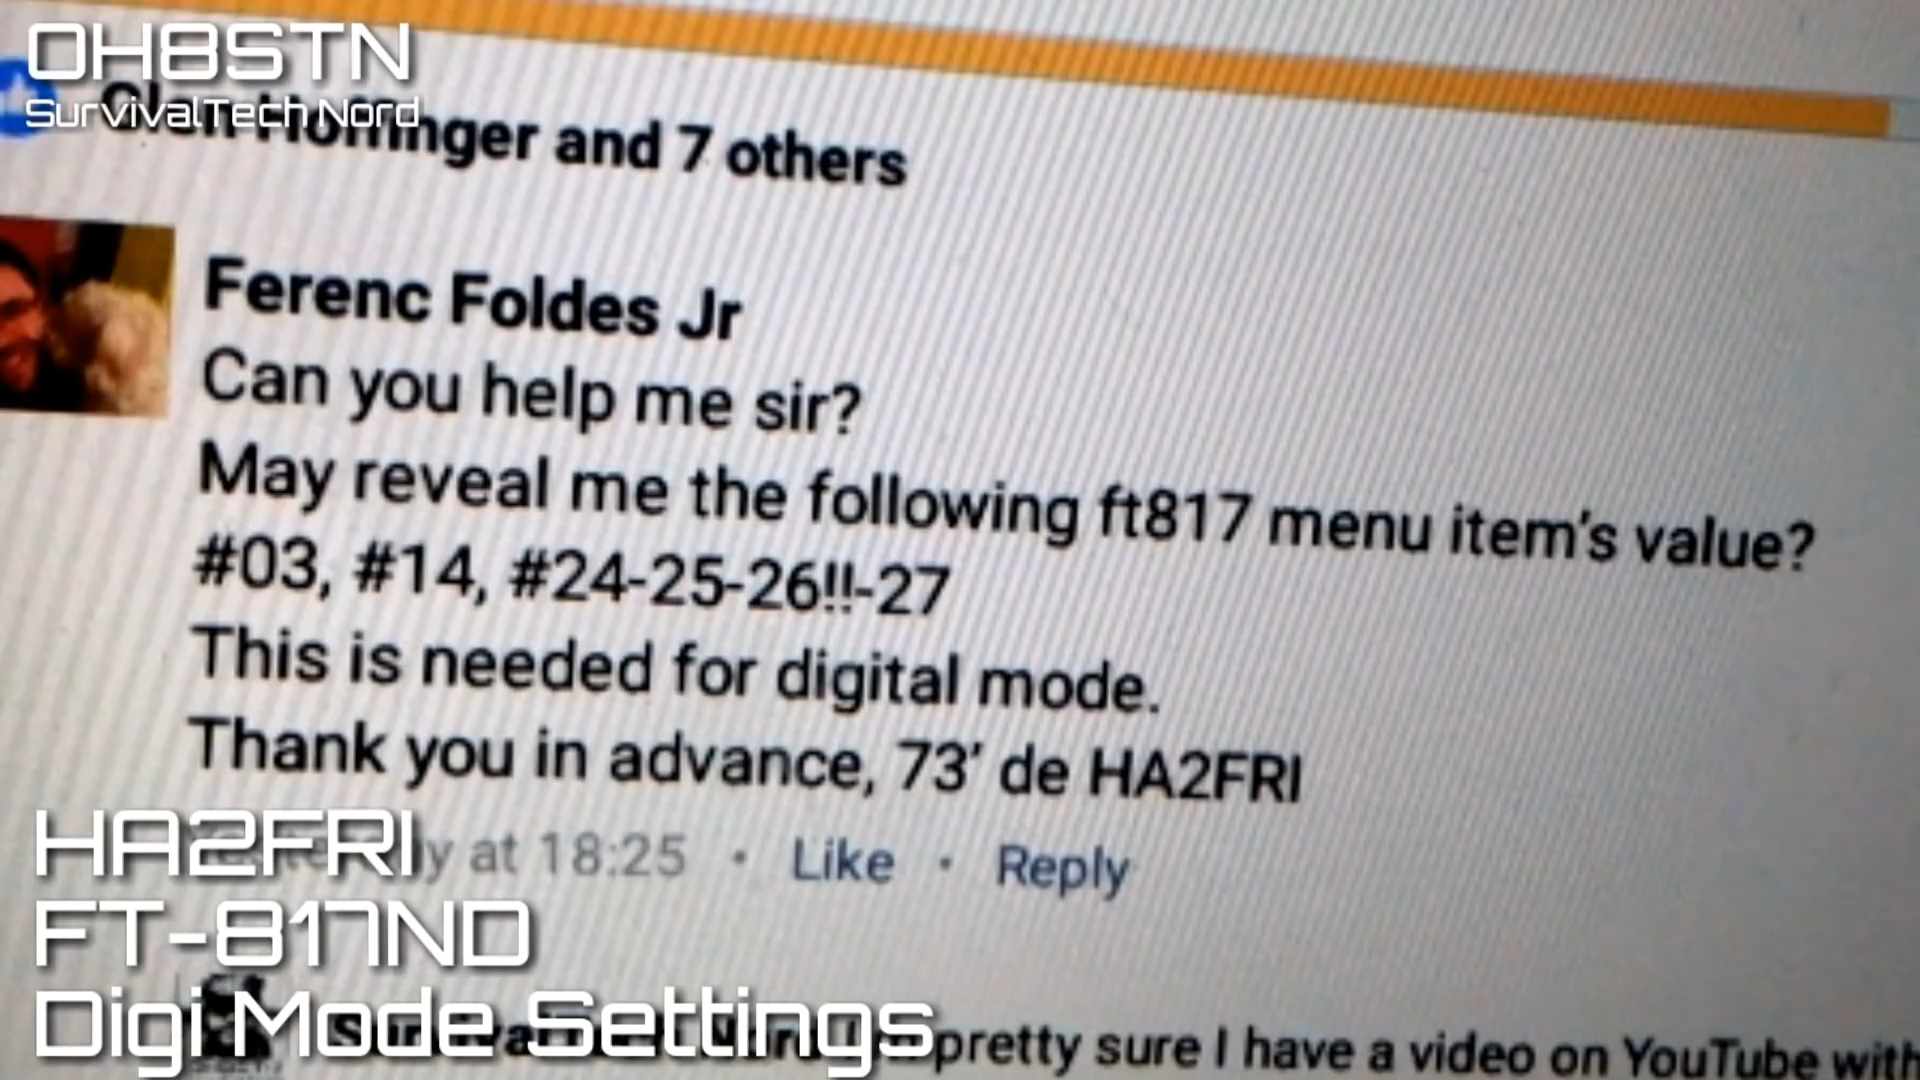 OH8STN
SurvivalTech Nord
and 7 others
Ferenc Foldes Jr
Can you help me sir?
May reveal me the following ft817 menu item's value?
#03, #14, #24-25-26!!-27
This is needed for digital mode.
Thank you in advance, 73' de HA2FRI
at 18:25 · Like · Reply
HA2FRI
FT-817ND
Digi Mode Settings
pretty sure I have a video on YouTube with